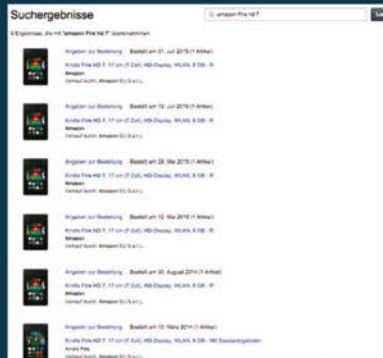 Suchergebnisse
amazon Fire hd 7"
6 Ergebnisse, die mit "amazon Fire hd 7" übereinstimmen
Angaben zur Bestellung Bestellt am 21. Juli 2015 (1 Artikel)
Kindle Fire HD 7, 17 cm (7 Zoll), HD-Display, WLAN, 8 GB -
Amazon
Verkauf durch: Amazon EU S.a.r.L.
Angaben zur Bestellung Bestellt am 15. Juli 2015 (1 Artikel)
Kindle Fire HD 7, 17 cm (7 Zoll), HD-Display, WLAN, 8 GB -
Amazon
Verkauf durch: Amazon EU S.a.r.L.
Angaben zur Bestellung Bestellt am 28. Mai 2015 (1 Artikel)
Kindle Fire HD 7, 17 cm (7 Zoll), HD-Display, WLAN, 8 GB -
Amazon
Verkauf durch: Amazon EU S.a.r.L.
Angaben zur Bestellung Bestellt am 12. Mai 2015 (1 Artikel)
Kindle Fire HD 7, 17 cm (7 Zoll), HD-Display, WLAN, 8 GB -
Amazon
Verkauf durch: Amazon EU S.a.r.L.
Angaben zur Bestellung Bestellt am 30. August 2014 (1 Artikel)
Kindle Fire HD 7, 17 cm (7 Zoll), HD-Display, WLAN, 8 GB -
Amazon
Verkauf durch: Amazon EU S.a.r.L.
Angaben zur Bestellung Bestellt am 10. März 2014 (1 Artikel)
Kindle Fire HD 7, 17 cm (7 Zoll), HD-Display, WLAN, 8 GB - Mit Spezialangeboten
Kindle Fire
Verkauf durch: Amazon EU S.a.r.L.